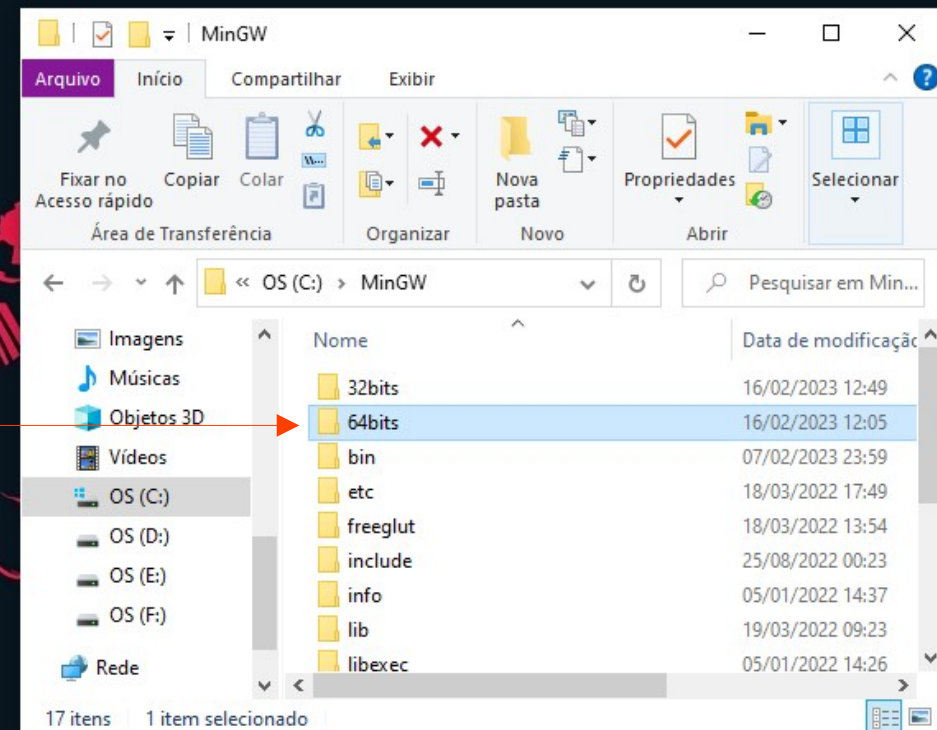 MinGW
Arquivo Início Compartilhar Exibir
Fixar no Acesso rápido
Copiar
Colar
Nova pasta
Propriedades
Selecionar
Área de Transferência Organizar Novo Abrir
« OS (C:) › MinGW
Pesquisar em Min...
Imagens
Músicas
Objetos 3D
Vídeos
OS (C:)
OS (D:)
OS (E:)
OS (F:)
Rede
Nome Data de modificaçã
32bits 16/02/2023 12:49
64bits 16/02/2023 12:05
bin 07/02/2023 23:59
etc 18/03/2022 17:49
freeglut 18/03/2022 13:54
include 25/08/2022 00:23
info 05/01/2022 14:37
lib 19/03/2022 09:23
libexec 05/01/2022 14:26
17 itens 1 item selecionado